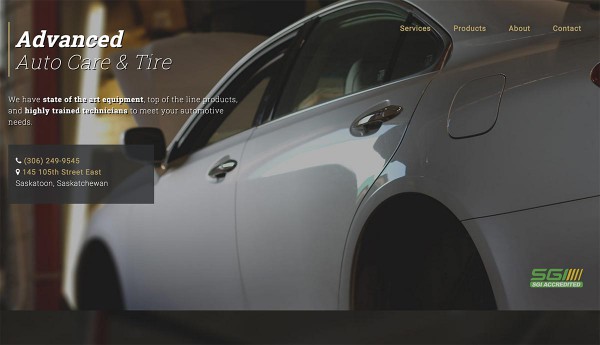 Services Products About Contact
Advanced
Auto Care & Tire
We have state of the art equipment, top of the line products,
and highly trained technicians to meet your automotive
needs.
(306) 249-9545
145 105th Street East
Saskatoon, Saskatchewan
SGI
SGI ACCREDITED